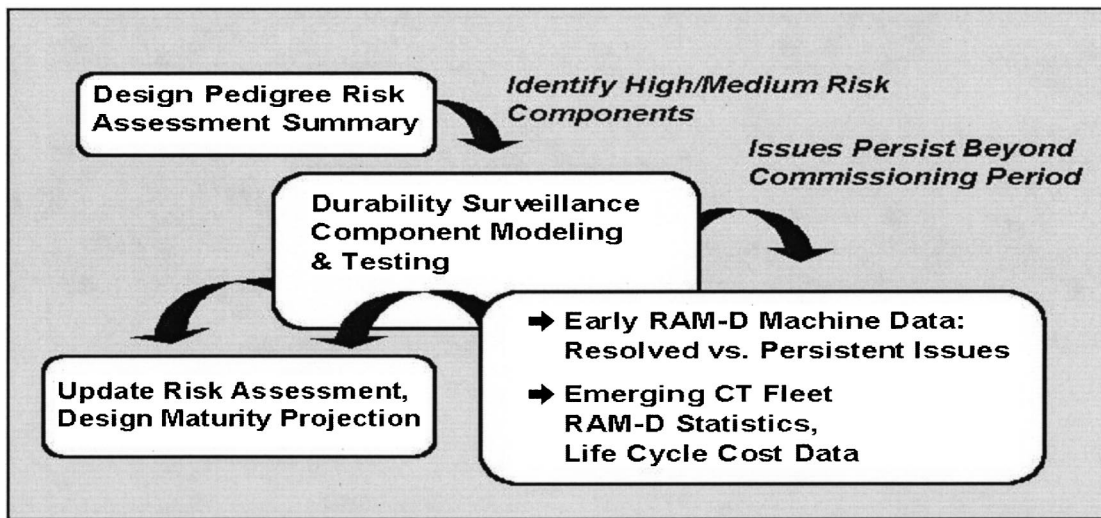 Design Pedigree Risk
Assessment Summary
Identify High/Medium Risk
Components
Issues Persist Beyond
Commissioning Period
Durability Surveillance
Component Modeling
& Testing
➔ Early RAM-D Machine Data:
Resolved vs. Persistent Issues
➔ Emerging CT Fleet
RAM-D Statistics,
Life Cycle Cost Data
Update Risk Assessment,
Design Maturity Projection